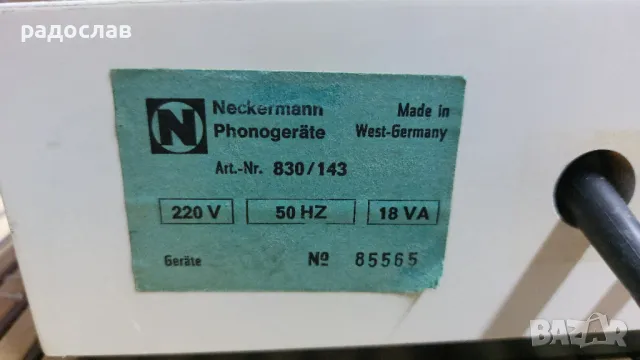 радослав
N
Neckermann
Phonogeräte
Made in
West-Germany
Art.-Nr. 830/143
220 V
50 HZ
18 VA
Geräte № 85565
BAZAR